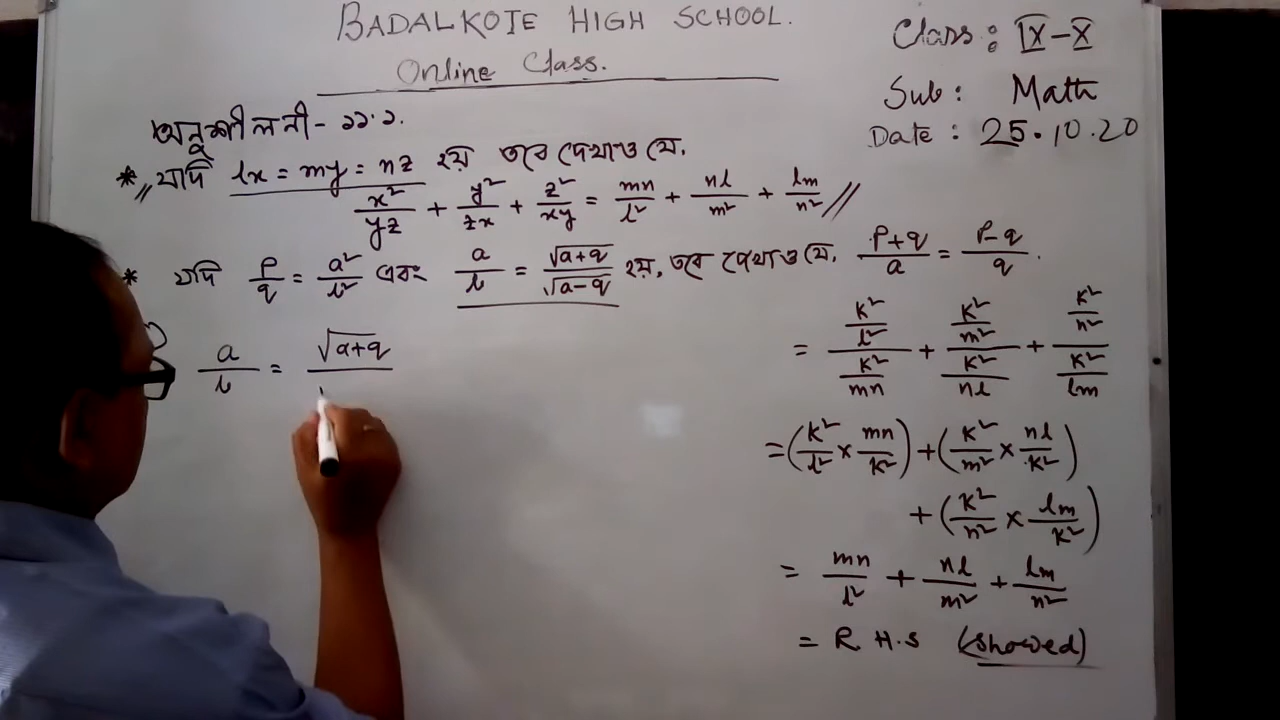 BADALKOTE HIGH SCHOOL.
Online Class.
Class : IX-X
Sub : Math
Date : 25.10.20
অনুশীলনী - ১১.১.
* যদি lx = my = nz হয় তবে দেখাও যে,
x²/yz + y²/zx + z²/xy = mn/l² + nl/m² + lm/n² //
* যদি p/q = a²/b² এবং a/b = √a+q/√a-q হয়, তবে দেখাও যে, p+q/a = p-q/q .
a/b = √a+q
= k²/l²/k²/mn + k²/m²/k²/nl + k²/n²/k²/lm
= (k²/l² × mn/k²) + (k²/m² × nl/k²)
+ (k²/n² × lm/k²)
= mn/l² + nl/m² + lm/n²
= R.H.S (showed)